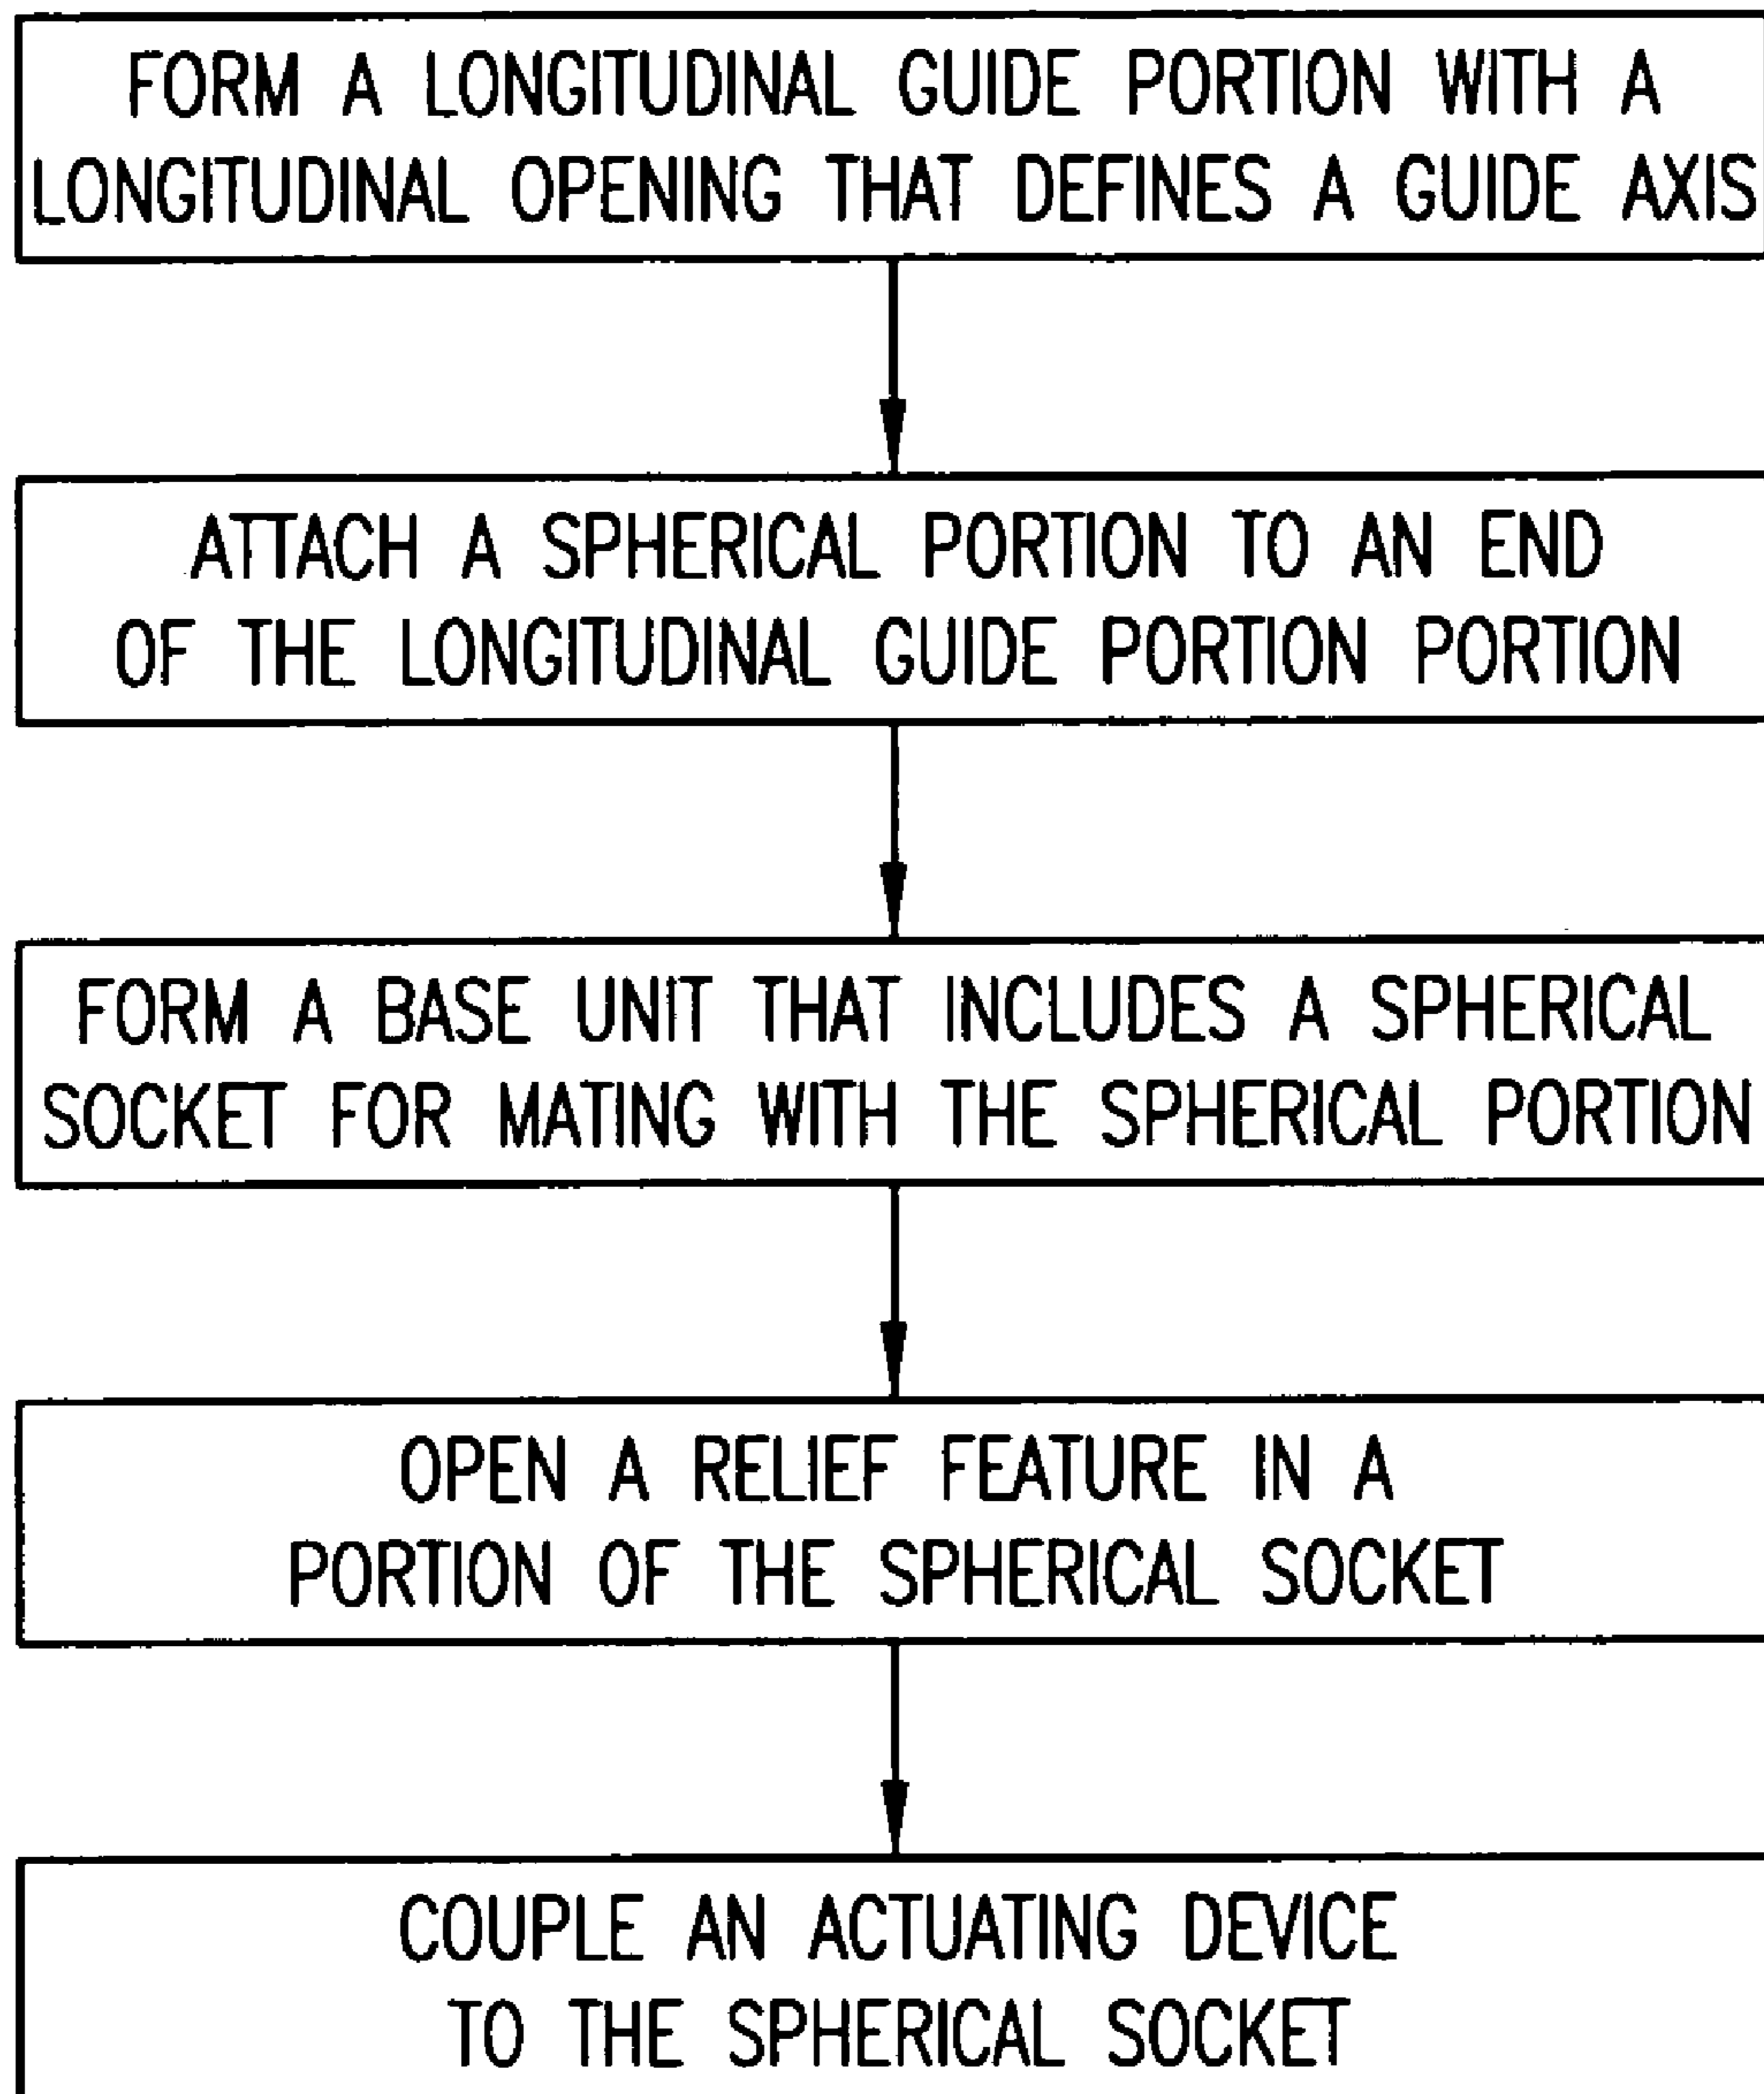 FORM A LONGITUDINAL GUIDE PORTION WITH A
LONGITUDINAL OPENING THAT DEFINES A GUIDE AXIS
ATTACH A SPHERICAL PORTION TO AN END
OF THE LONGITUDINAL GUIDE PORTION PORTION
FORM A BASE UNIT THAT INCLUDES A SPHERICAL
SOCKET FOR MATING WITH THE SPHERICAL PORTION
OPEN A RELIEF FEATURE IN A
PORTION OF THE SPHERICAL SOCKET
COUPLE AN ACTUATING DEVICE
TO THE SPHERICAL SOCKET